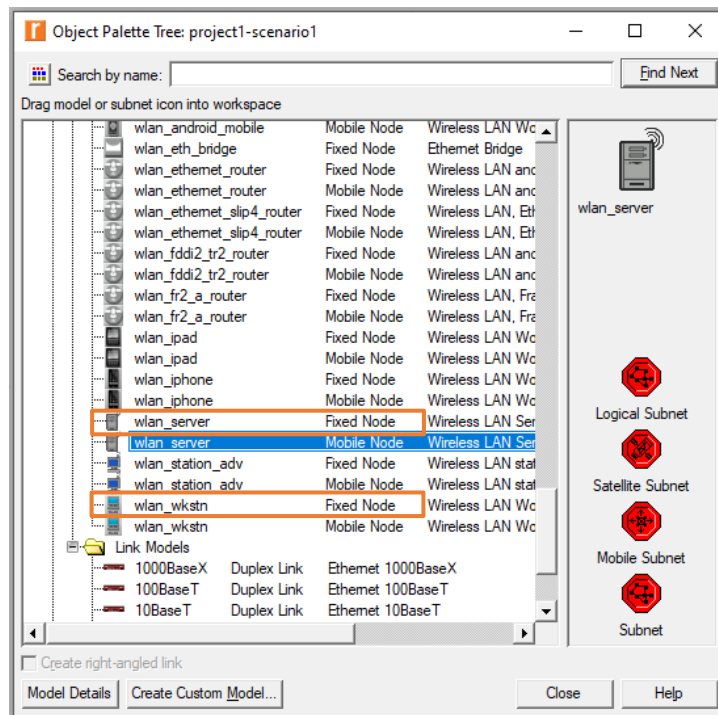 Object Palette Tree: project1-scenario1
Search by name: Find Next
Drag model or subnet icon into workspace
wlan_android_mobile Mobile Node Wireless LAN Wo
wlan_eth_bridge Fixed Node Ethernet Bridge
wlan_ethernet_router Fixed Node Wireless LAN and
wlan_ethernet_router Mobile Node Wireless LAN and
wlan_ethernet_slip4_router Fixed Node Wireless LAN, Eth
wlan_ethernet_slip4_router Mobile Node Wireless LAN, Eth
wlan_fddi2_tr2_router Fixed Node Wireless LAN and
wlan_fddi2_tr2_router Mobile Node Wireless LAN and
wlan_fr2_a_router Fixed Node Wireless LAN, Fra
wlan_fr2_a_router Mobile Node Wireless LAN, Fra
wlan_ipad Fixed Node Wireless LAN Wo
wlan_ipad Mobile Node Wireless LAN Wo
wlan_iphone Fixed Node Wireless LAN Wo
wlan_iphone Mobile Node Wireless LAN Wo
wlan_server Fixed Node Wireless LAN Ser
wlan_server Mobile Node Wireless LAN Ser
wlan_station_adv Fixed Node Wireless LAN stat
wlan_station_adv Mobile Node Wireless LAN stat
wlan_wkstn Fixed Node Wireless LAN Wo
wlan_wkstn Mobile Node Wireless LAN Wo
Link Models
1000BaseX Duplex Link Ethernet 1000BaseX
100BaseT Duplex Link Ethernet 100BaseT
10BaseT Duplex Link Ethernet 10BaseT
wlan_server
Logical Subnet
Satellite Subnet
Mobile Subnet
Subnet
Create right-angled link
Model Details Create Custom Model... Close Help